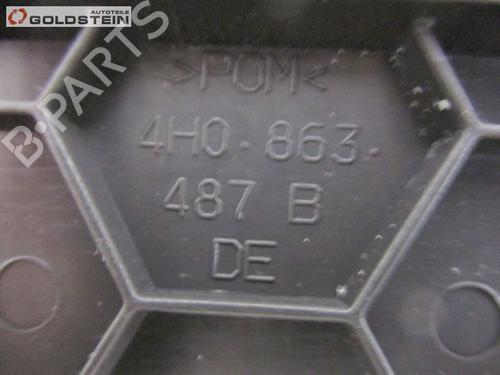 AUTOTEILE
GOLDSTEIN
>POM<
4H0.863.
487 B
DE
B-PARTS